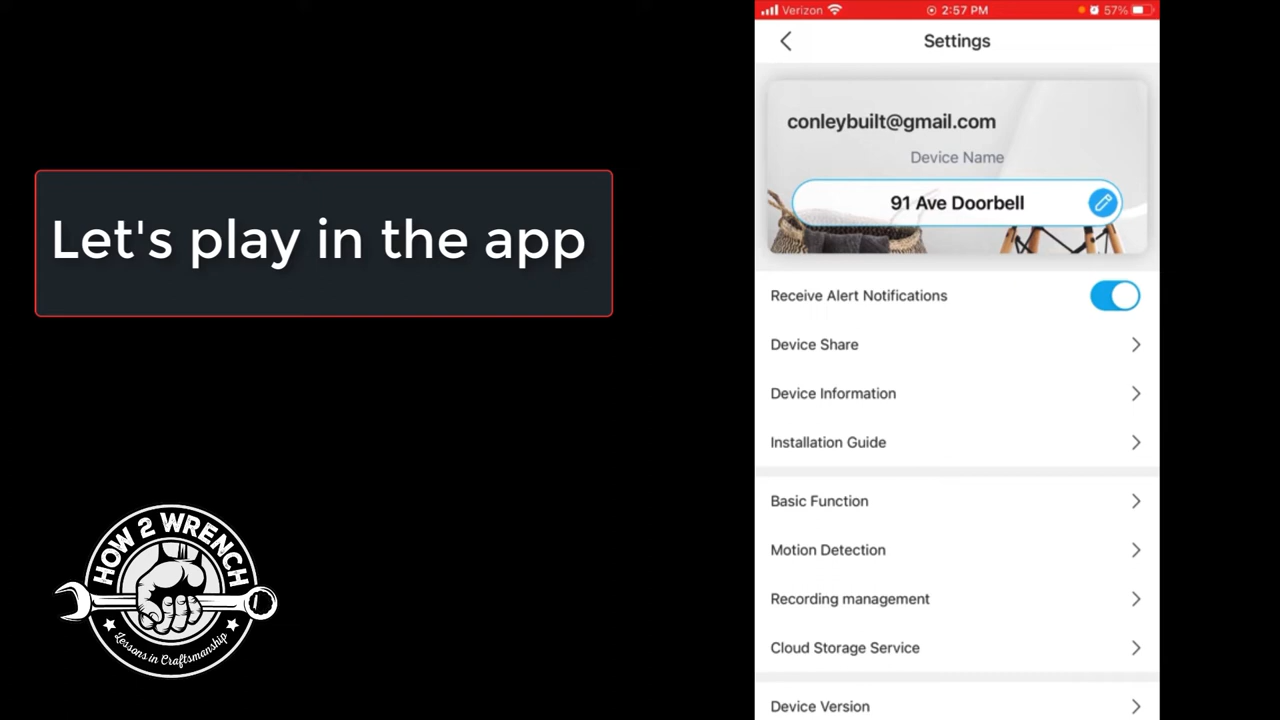 Verizon
2:57 PM
57%
Settings
conleybuilt@gmail.com
Device Name
91 Ave Doorbell
Let's play in the app
Receive Alert Notifications
Device Share
Device Information
Installation Guide
Basic Function
Motion Detection
Recording management
Cloud Storage Service
Device Version
HOW 2 WRENCH
Lessons in Craftsmanship